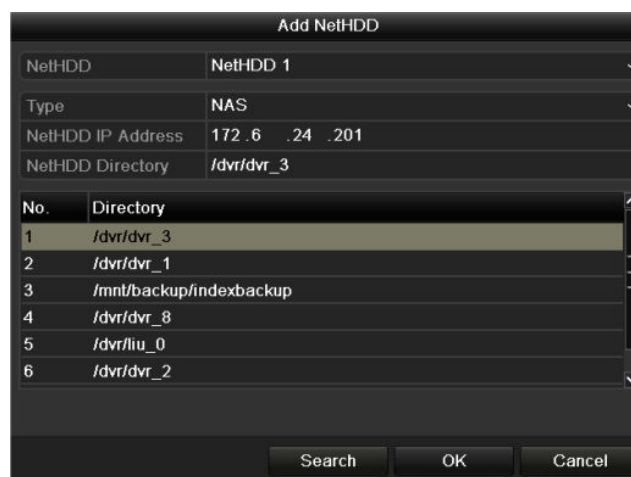 Add NetHDD
NetHDD NetHDD 1
Type NAS
NetHDD IP Address 172 .6 .24 .201
NetHDD Directory /dvr/dvr_3
No. Directory
1 /dvr/dvr_3
2 /dvr/dvr_1
3 /mnt/backup/indexbackup
4 /dvr/dvr_8
5 /dvr/liu_0
6 /dvr/dvr_2
Search OK Cancel